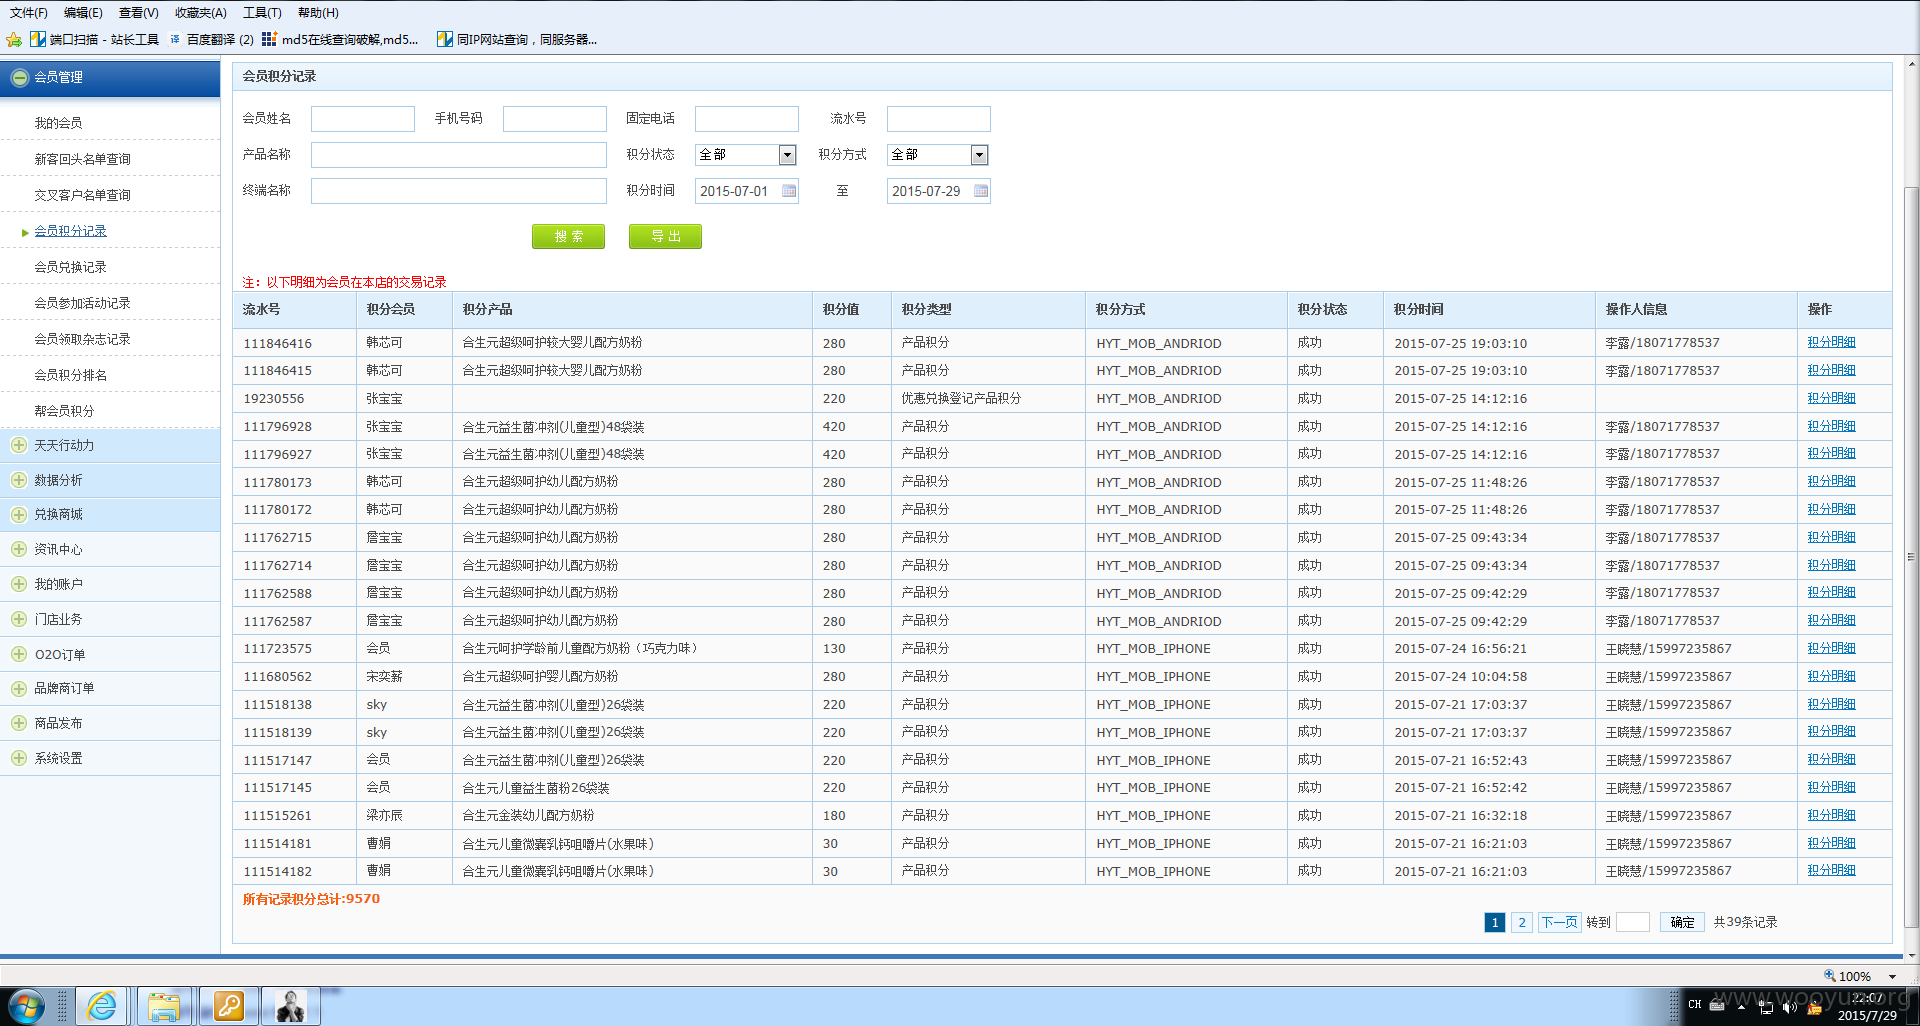 文件(F) 编辑(E) 查看(V) 收藏夹(A) 工具(T) 帮助(H)
端口扫描 - 站长工具 译 百度翻译 (2) md5在线查询破解,md5... 同IP网站查询，同服务器...
会员管理
我的会员
新客回头名单查询
交叉客户名单查询
会员积分记录
会员兑换记录
会员参加活动记录
会员领取杂志记录
会员积分排名
帮会员积分
天天行动力
数据分析
兑换商城
资讯中心
我的账户
门店业务
O2O订单
品牌商订单
商品发布
系统设置
会员积分记录
会员姓名 手机号码 固定电话 流水号
产品名称 积分状态 全部 积分方式 全部
终端名称 积分时间 2015-07-01 至 2015-07-29
搜 索 导 出
注：以下明细为会员在本店的交易记录
流水号 积分会员 积分产品 积分值 积分类型 积分方式 积分状态 积分时间 操作人信息 操作
111846416 韩芯可 合生元超级呵护较大婴儿配方奶粉 280 产品积分 HYT_MOB_ANDRIOD 成功 2015-07-25 19:03:10 李露/18071778537 积分明细
111846415 韩芯可 合生元超级呵护较大婴儿配方奶粉 280 产品积分 HYT_MOB_ANDRIOD 成功 2015-07-25 19:03:10 李露/18071778537 积分明细
19230556 张宝宝 220 优惠兑换登记产品积分 HYT_MOB_ANDRIOD 成功 2015-07-25 14:12:16 积分明细
111796928 张宝宝 合生元益生菌冲剂(儿童型)48袋装 420 产品积分 HYT_MOB_ANDRIOD 成功 2015-07-25 14:12:16 李露/18071778537 积分明细
111796927 张宝宝 合生元益生菌冲剂(儿童型)48袋装 420 产品积分 HYT_MOB_ANDRIOD 成功 2015-07-25 14:12:16 李露/18071778537 积分明细
111780173 韩芯可 合生元超级呵护幼儿配方奶粉 280 产品积分 HYT_MOB_ANDRIOD 成功 2015-07-25 11:48:26 李露/18071778537 积分明细
111780172 韩芯可 合生元超级呵护幼儿配方奶粉 280 产品积分 HYT_MOB_ANDRIOD 成功 2015-07-25 11:48:26 李露/18071778537 积分明细
111762715 詹宝宝 合生元超级呵护幼儿配方奶粉 280 产品积分 HYT_MOB_ANDRIOD 成功 2015-07-25 09:43:34 李露/18071778537 积分明细
111762714 詹宝宝 合生元超级呵护幼儿配方奶粉 280 产品积分 HYT_MOB_ANDRIOD 成功 2015-07-25 09:43:34 李露/18071778537 积分明细
111762588 詹宝宝 合生元超级呵护幼儿配方奶粉 280 产品积分 HYT_MOB_ANDRIOD 成功 2015-07-25 09:42:29 李露/18071778537 积分明细
111762587 詹宝宝 合生元超级呵护幼儿配方奶粉 280 产品积分 HYT_MOB_ANDRIOD 成功 2015-07-25 09:42:29 李露/18071778537 积分明细
111723575 会员 合生元呵护学龄前儿童配方奶粉（巧克力味） 130 产品积分 HYT_MOB_IPHONE 成功 2015-07-24 16:56:21 王晓慧/15997235867 积分明细
111680562 宋奕薪 合生元超级呵护婴儿配方奶粉 280 产品积分 HYT_MOB_IPHONE 成功 2015-07-24 10:04:58 王晓慧/15997235867 积分明细
111518138 sky 合生元益生菌冲剂(儿童型)26袋装 220 产品积分 HYT_MOB_IPHONE 成功 2015-07-21 17:03:37 王晓慧/15997235867 积分明细
111518139 sky 合生元益生菌冲剂(儿童型)26袋装 220 产品积分 HYT_MOB_IPHONE 成功 2015-07-21 17:03:37 王晓慧/15997235867 积分明细
111517147 会员 合生元益生菌冲剂(儿童型)26袋装 220 产品积分 HYT_MOB_IPHONE 成功 2015-07-21 16:52:43 王晓慧/15997235867 积分明细
111517145 会员 合生元儿童益生菌粉26袋装 220 产品积分 HYT_MOB_IPHONE 成功 2015-07-21 16:52:42 王晓慧/15997235867 积分明细
111515261 梁亦辰 合生元金装幼儿配方奶粉 180 产品积分 HYT_MOB_IPHONE 成功 2015-07-21 16:32:18 王晓慧/15997235867 积分明细
111514181 曹娟 合生元儿童微囊乳钙咀嚼片(水果味) 30 产品积分 HYT_MOB_IPHONE 成功 2015-07-21 16:21:03 王晓慧/15997235867 积分明细
111514182 曹娟 合生元儿童微囊乳钙咀嚼片(水果味) 30 产品积分 HYT_MOB_IPHONE 成功 2015-07-21 16:21:03 王晓慧/15997235867 积分明细
所有记录积分总计:9570
1 2 下一页 转到 确定 共39条记录
100%
CH 22:07
www.wooyun.org
2015/7/29